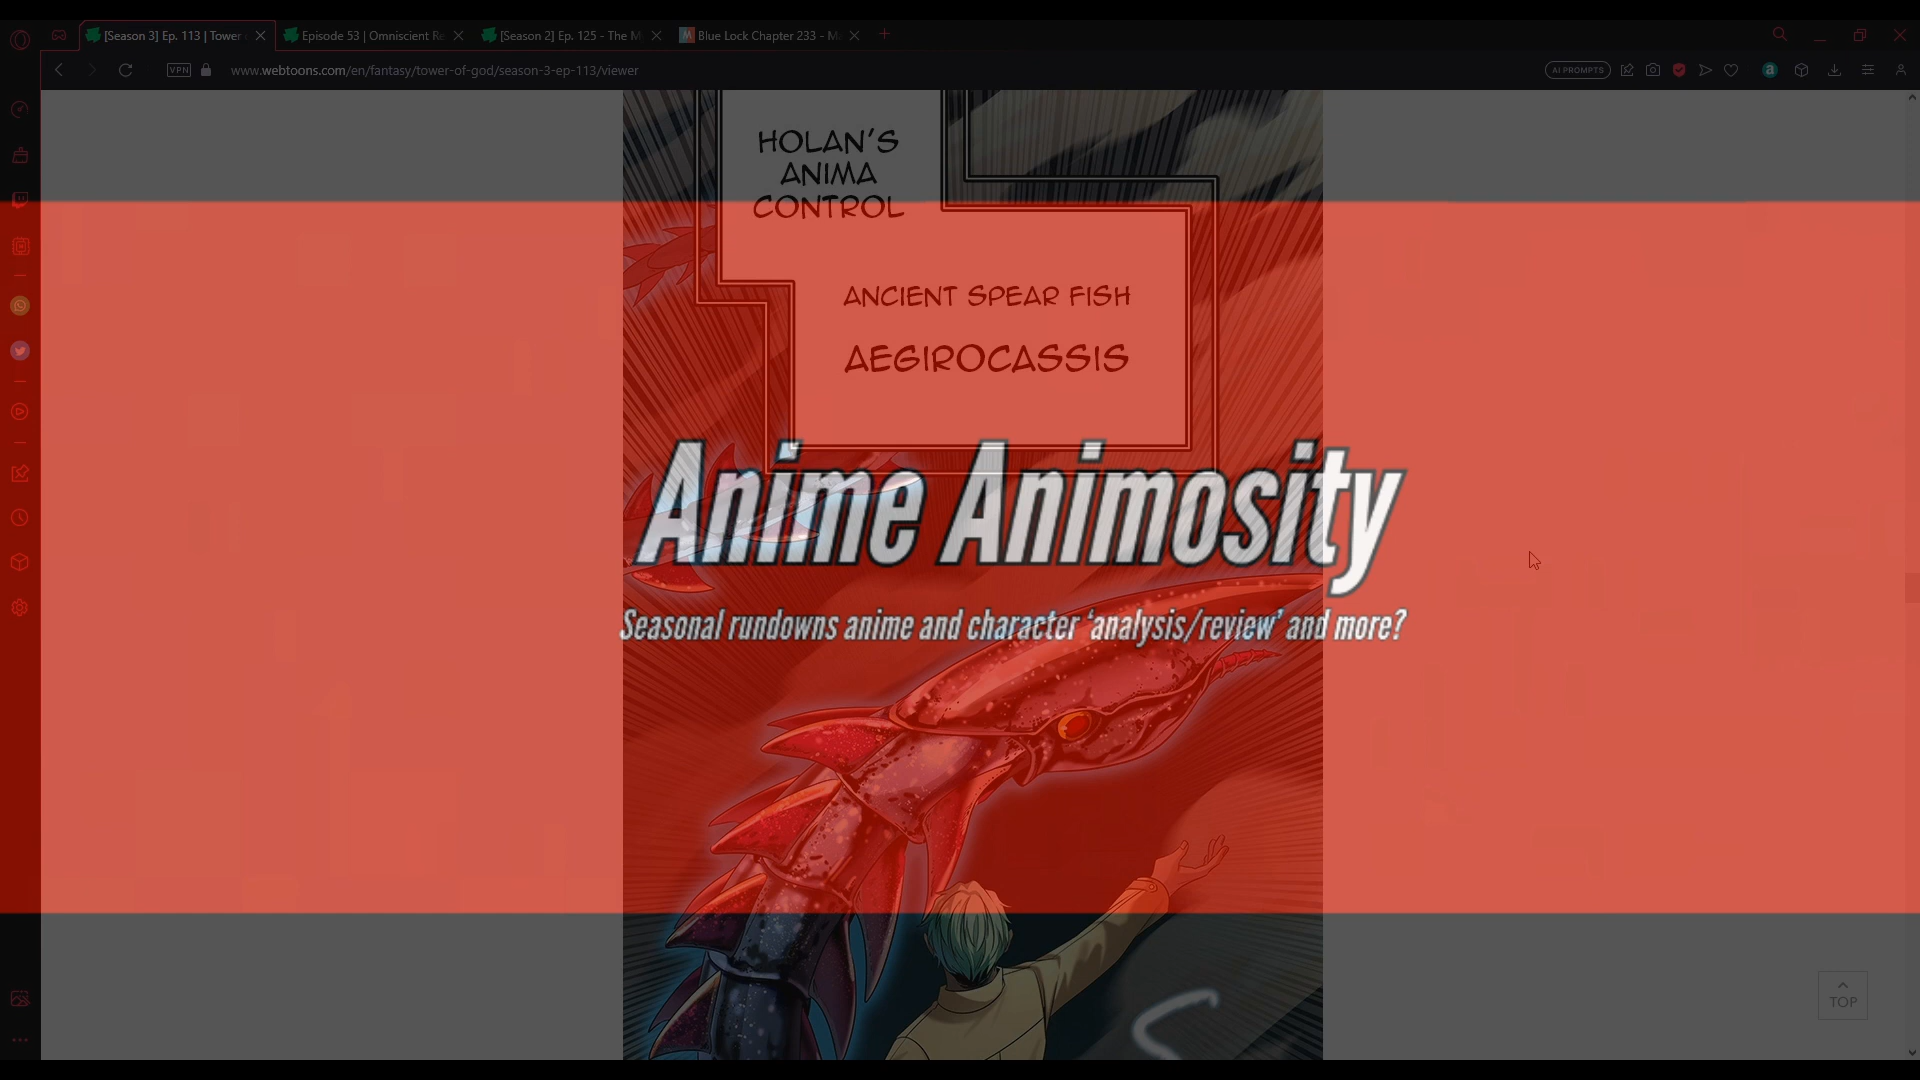 [Season 3] Ep. 113 | Tower
Episode 53 | Omniscient Re
[Season 2] Ep. 125 - The M
Blue Lock Chapter 233 - M
VPN
www.webtoons.com/en/fantasy/tower-of-god/season-3-ep-113/viewer
AI PROMPTS
HOLAN'S
ANIMA
CONTROL
ANCIENT SPEAR FISH
AEGIROCASSIS
Anime Animosity
Seasonal rundowns anime and character 'analysis/review' and more?
TOP